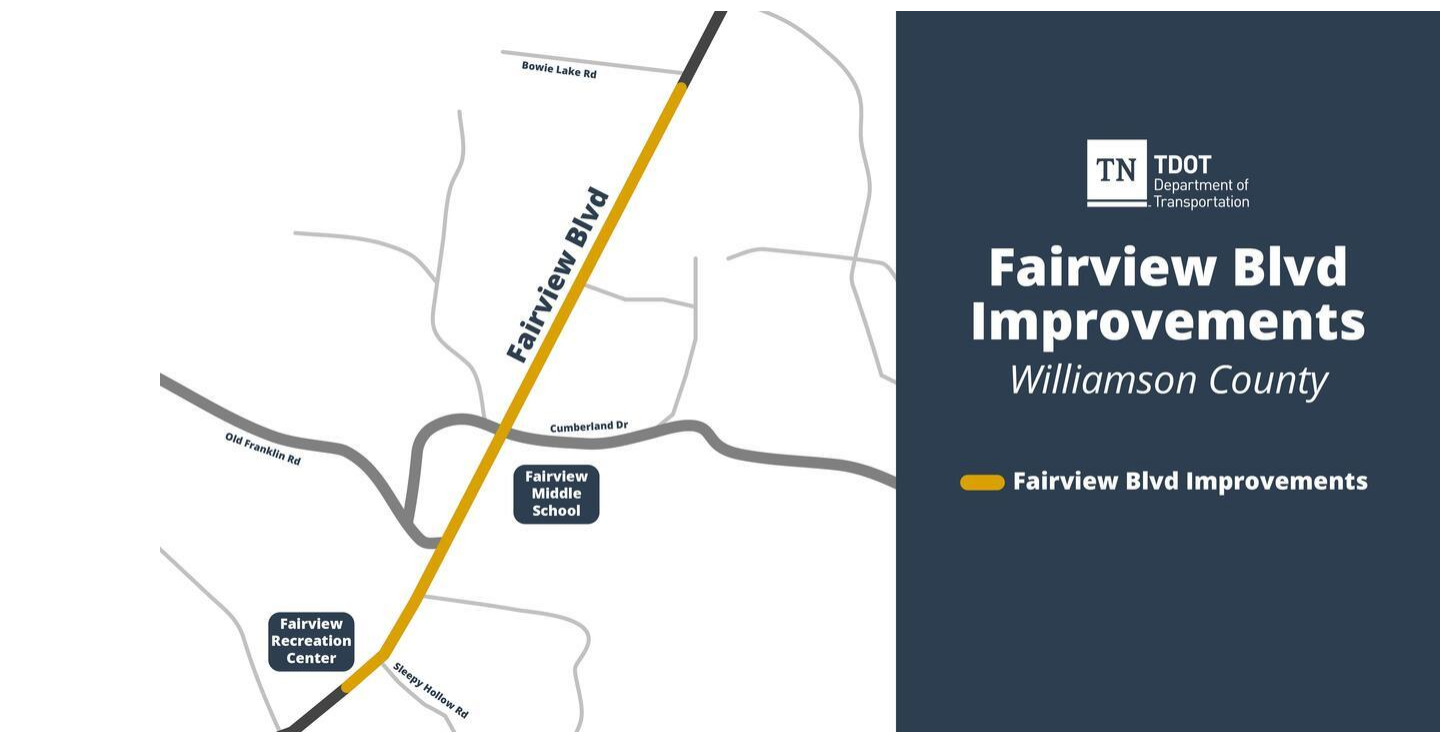 Bowie Lake Rd
Fairview Blvd
Cumberland Dr
Old Franklin Rd
Fairview
Middle
School
Fairview
Recreation
Center
Sleepy Hollow Rd
TN
TDOT
Department of
Transportation
Fairview Blvd
Improvements
Williamson County
Fairview Blvd Improvements